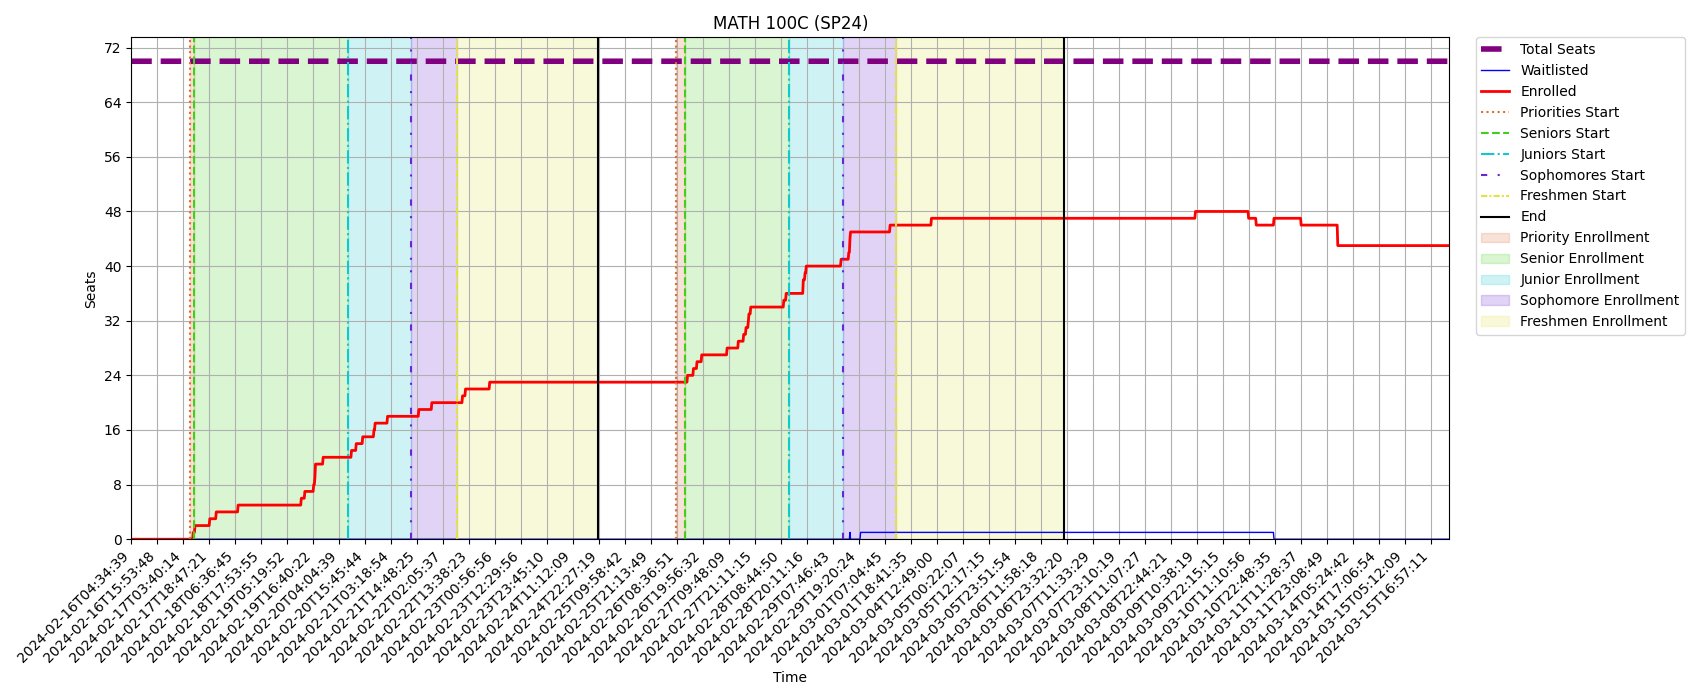 MATH 100C (SP24)
Total Seats
Waitlisted
Enrolled
Priorities Start
Seniors Start
Juniors Start
Sophomores Start
Freshmen Start
End
Priority Enrollment
Senior Enrollment
Junior Enrollment
Sophomore Enrollment
Freshmen Enrollment
Seats
72
64
56
48
40
32
24
16
8
0
2024-02-16T04:34:39
2024-02-16T15:53:48
2024-02-17T03:40:14
2024-02-17T18:47:21
2024-02-18T06:36:45
2024-02-18T17:53:55
2024-02-19T05:19:52
2024-02-19T16:40:22
2024-02-20T04:04:39
2024-02-20T15:45:44
2024-02-21T03:18:54
2024-02-21T14:48:25
2024-02-22T02:05:37
2024-02-22T13:38:23
2024-02-23T00:56:56
2024-02-23T12:29:56
2024-02-23T23:45:10
2024-02-24T11:12:09
2024-02-24T22:27:19
2024-02-25T09:58:42
2024-02-25T21:13:49
2024-02-26T08:36:51
2024-02-26T19:56:32
2024-02-27T09:48:09
2024-02-27T21:11:15
2024-02-28T08:44:50
2024-02-28T20:11:16
2024-02-29T07:46:43
2024-02-29T19:20:24
2024-03-01T07:04:45
2024-03-01T18:41:35
2024-03-04T12:49:00
2024-03-05T00:22:07
2024-03-05T12:17:15
2024-03-05T23:51:54
2024-03-06T11:58:18
2024-03-06T23:32:20
2024-03-07T11:33:29
2024-03-07T23:10:19
2024-03-08T11:07:27
2024-03-08T22:44:21
2024-03-09T10:38:19
2024-03-09T22:15:15
2024-03-10T11:10:56
2024-03-10T22:48:35
2024-03-11T11:28:37
2024-03-11T23:08:49
2024-03-14T05:24:42
2024-03-14T17:06:54
2024-03-15T05:12:09
2024-03-15T16:57:11
Time